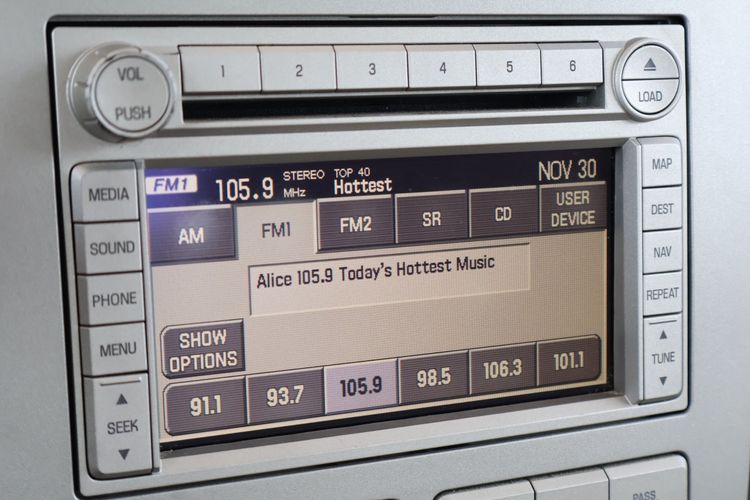 VOL
PUSH
1 2 3 4 5 6
LOAD
MEDIA
SOUND
PHONE
MENU
SEEK
FM1 105.9 MHz STEREO TOP 40 Hottest NOV 30
AM FM1 FM2 SR CD USER DEVICE
Alice 105.9 Today's Hottest Music
SHOW
OPTIONS
91.1 93.7 105.9 98.5 106.3 101.1
MAP
DEST
NAV
REPEAT
TUNE
PASS